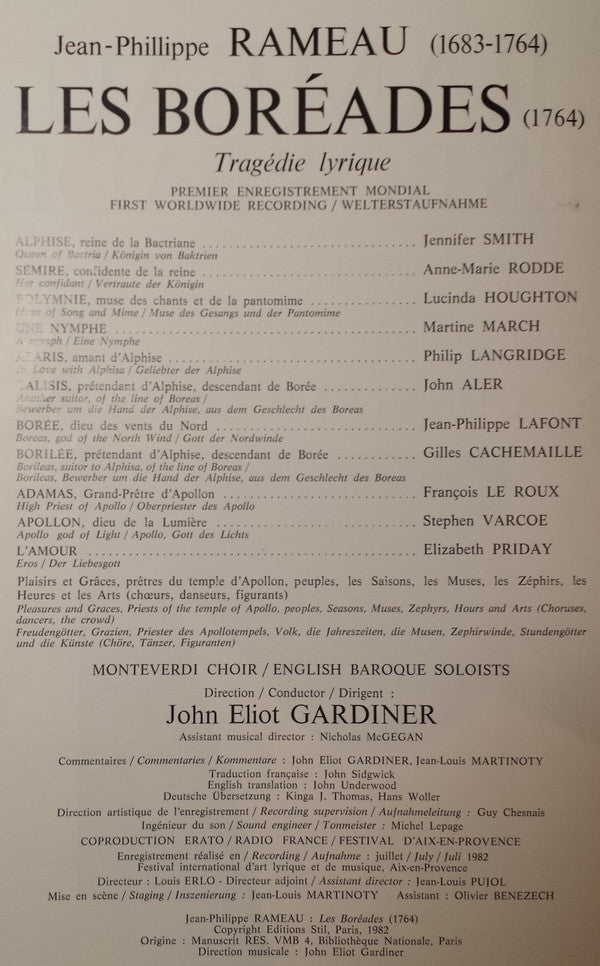 Jean-Phillippe RAMEAU (1683-1764)
LES BORÉADES (1764)
Tragédie lyrique
PREMIER ENREGISTREMENT MONDIAL
FIRST WORLDWIDE RECORDING / WELTERSTAUFNAHME
ALPHISE, reine de la Bactriane .......... Jennifer SMITH
Queen of Bactria / Königin von Baktrien
SÉMIRE, confidente de la reine .......... Anne-Marie RODDE
Her confidant / Vertraute der Königin
POLYMNIE, muse des chants et de la pantomime .......... Lucinda HOUGHTON
Muse of Song and Mime / Muse des Gesangs und der Pantomime
UNE NYMPHE .......... Martine MARCH
A nymph / Eine Nymphe
ABARIS, amant d'Alphise .......... Philip LANGRIDGE
In Love with Alphisa / Geliebter der Alphise
CALISIS, prétendant d'Alphise, descendant de Borée .......... John ALER
Another suitor, of the line of Boreas /
Bewerber um die Hand der Alphise, aus dem Geschlecht des Boreas
BORÉE, dieu des vents du Nord .......... Jean-Philippe LAFONT
Boreas, god of the North Wind / Gott der Nordwinde
BORILÉE, prétendant d'Alphise, descendant de Borée .......... Gilles CACHEMAILLE
Borileas, suitor to Alphisa, of the line of Boreas /
Borileas, Bewerber um die Hand der Alphise, aus dem Geschlecht des Boreas
ADAMAS, Grand-Prêtre d'Apollon .......... François LE ROUX
High Priest of Apollo / Oberpriester des Apollo
APOLLON, dieu de la Lumière .......... Stephen VARCOE
Apollo god of Light / Apollo, Gott des Lichts
L'AMOUR .......... Elizabeth PRIDAY
Eros / Der Liebesgott
Plaisirs et Grâces, prêtres du temple d'Apollon, peuples, les Saisons, les Muses, les Zéphirs, les
Heures et les Arts (chœurs, danseurs, figurants)
Pleasures and Graces, Priests of the temple of Apollo, peoples, Seasons, Muses, Zephyrs, Hours and Arts (Choruses,
dancers, the crowd)
Freudengötter, Grazien, Priester des Apollotempels, Volk, die Jahreszeiten, die Musen, Zephirwinde, Stundengötter
und die Künste (Chöre, Tänzer, Figuranten)
MONTEVERDI CHOIR / ENGLISH BAROQUE SOLOISTS
Direction / Conductor / Dirigent :
John Eliot GARDINER
Assistant musical director : Nicholas McGEGAN
Commentaires / Commentaries / Kommentare : John Eliot GARDINER, Jean-Louis MARTINOTY
Traduction française : John Sidgwick
English translation : John Underwood
Deutsche Übersetzung : Kinga J. Thomas, Hans Woller
Direction artistique de l'enregistrement / Recording supervision / Aufnahmeleitung : Guy Chesnais
Ingénieur du son / Sound engineer / Tonmeister : Michel Lepage
COPRODUCTION ERATO / RADIO FRANCE / FESTIVAL D'AIX-EN-PROVENCE
Enregistrement réalisé en / Recording / Aufnahme : juillet / July / Juli 1982
Festival international d'art lyrique et de musique, Aix-en-Provence
Directeur : Louis ERLO - Directeur adjoint / Assistant director : Jean-Louis PUJOL
Mise en scène / Staging / Inszenierung : Jean-Louis MARTINOTY Assistant : Olivier BENEZECH
Jean-Philippe RAMEAU : Les Boréades (1764)
Copyright Editions Stil, Paris, 1982
Origine : Manuscrit RES, VMB 4, Bibliothèque Nationale, Paris
Direction musicale : John Eliot Gardiner